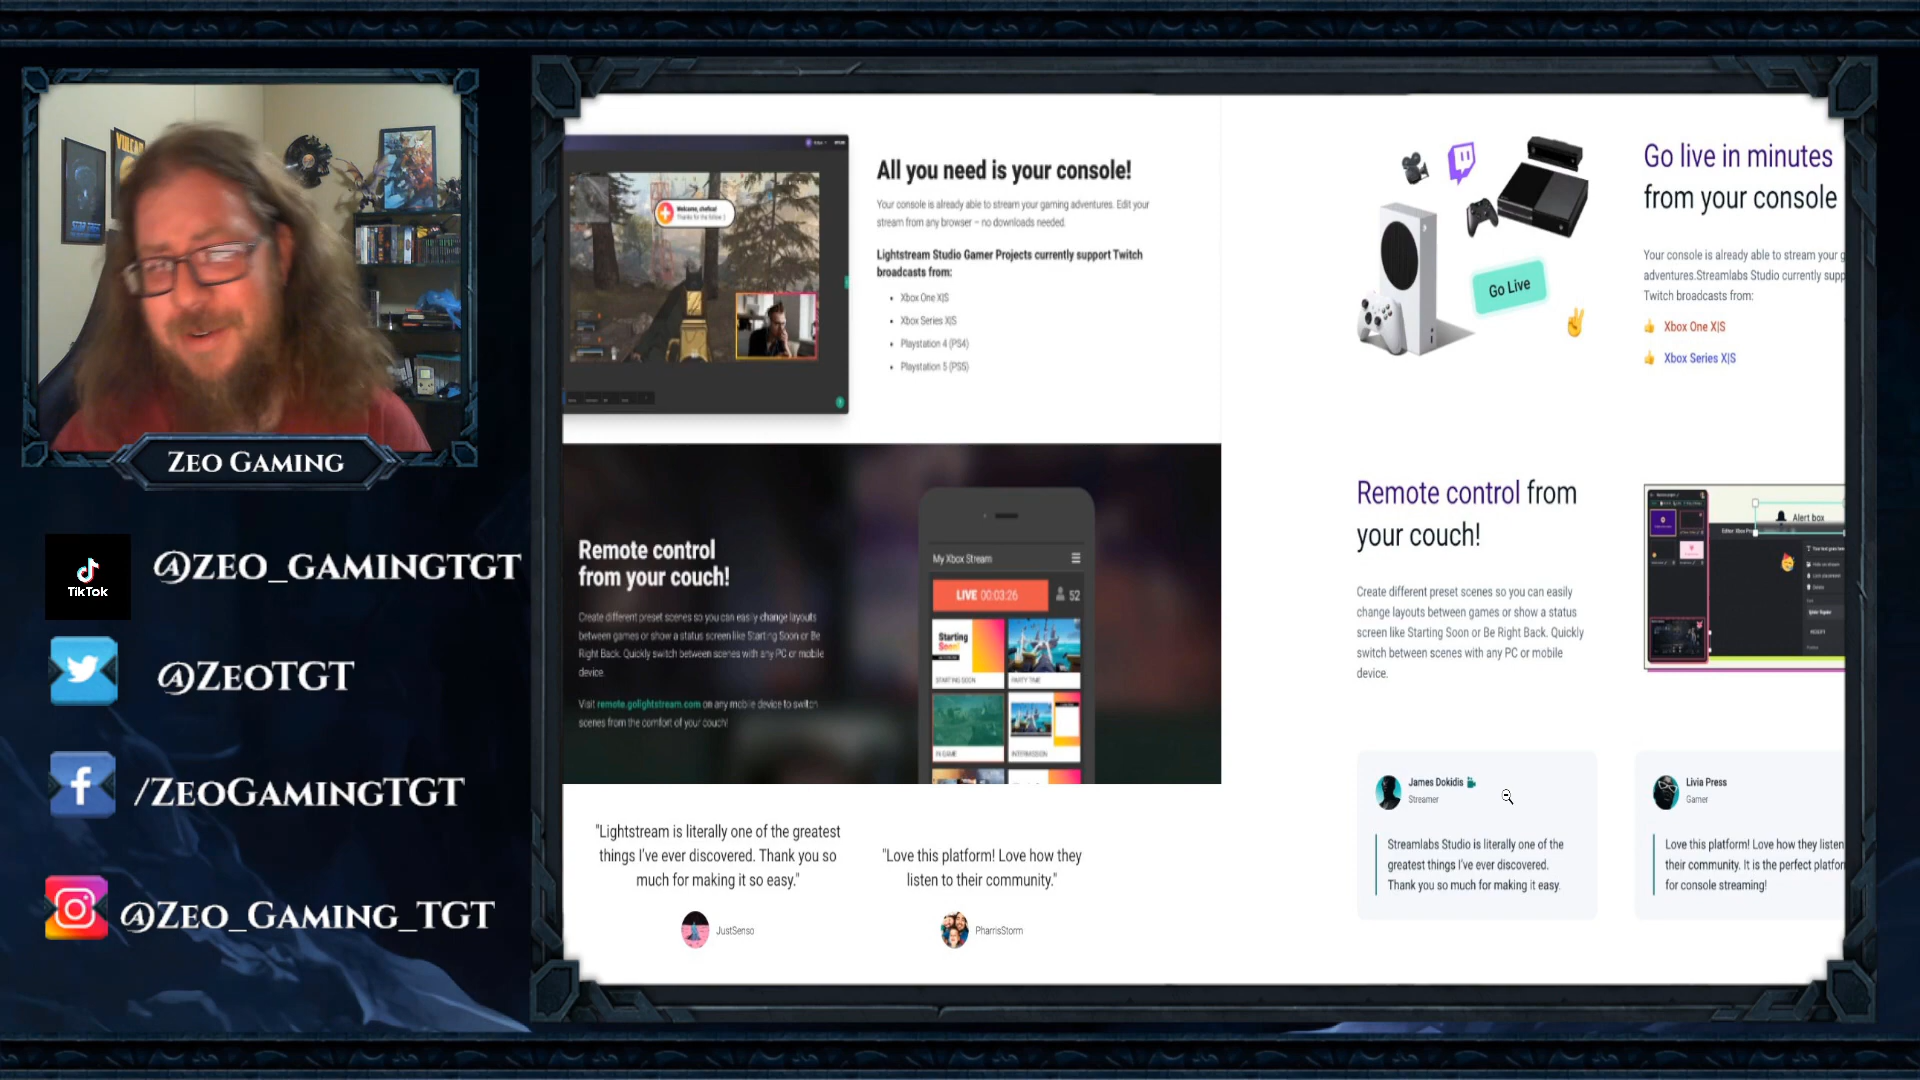 Zeo Gaming
TikTok
@Zeo_GamingTGT
@ZeoTGT
/ZeoGamingTGT
@Zeo_Gaming_TGT
All you need is your console!
Your console is already able to stream your gaming adventures. Edit your
stream from any browser – no downloads needed.
Lightstream Studio Gamer Projects currently support Twitch
broadcasts from:
• Xbox One X|S
• Xbox Series X|S
• Playstation 4 (PS4)
• Playstation 5 (PS5)
Remote control
from your couch!
Create different preset scenes so you can easily change layouts
between games or show a status screen like Starting Soon or Be
Right Back. Quickly switch between scenes with any PC or mobile
device.
Visit remote.golightstream.com on any mobile device to switch
scenes from the comfort of your couch!
My Xbox Stream
LIVE 00:03:26
52
Starting
Soon!
STARTING SOON
PARTY TIME
IN GAME
INTERMISSION
"Lightstream is literally one of the greatest
things I've ever discovered. Thank you so
much for making it so easy."
JustSenso
"Love this platform! Love how they
listen to their community."
PharrisStorm
Go Live
Go live in minutes
from your console
Your console is already able to stream your g
adventures.Streamlabs Studio currently supp
Twitch broadcasts from:
Xbox One X|S
Xbox Series X|S
Remote control from
your couch!
Create different preset scenes so you can easily
change layouts between games or show a status
screen like Starting Soon or Be Right Back. Quickly
switch between scenes with any PC or mobile
device.
Alert box
James Dokidis
Streamer
Streamlabs Studio is literally one of the
greatest things I've ever discovered.
Thank you so much for making it easy.
Livia Press
Gamer
Love this platform! Love how they listen
their community. It is the perfect platfor
for console streaming!